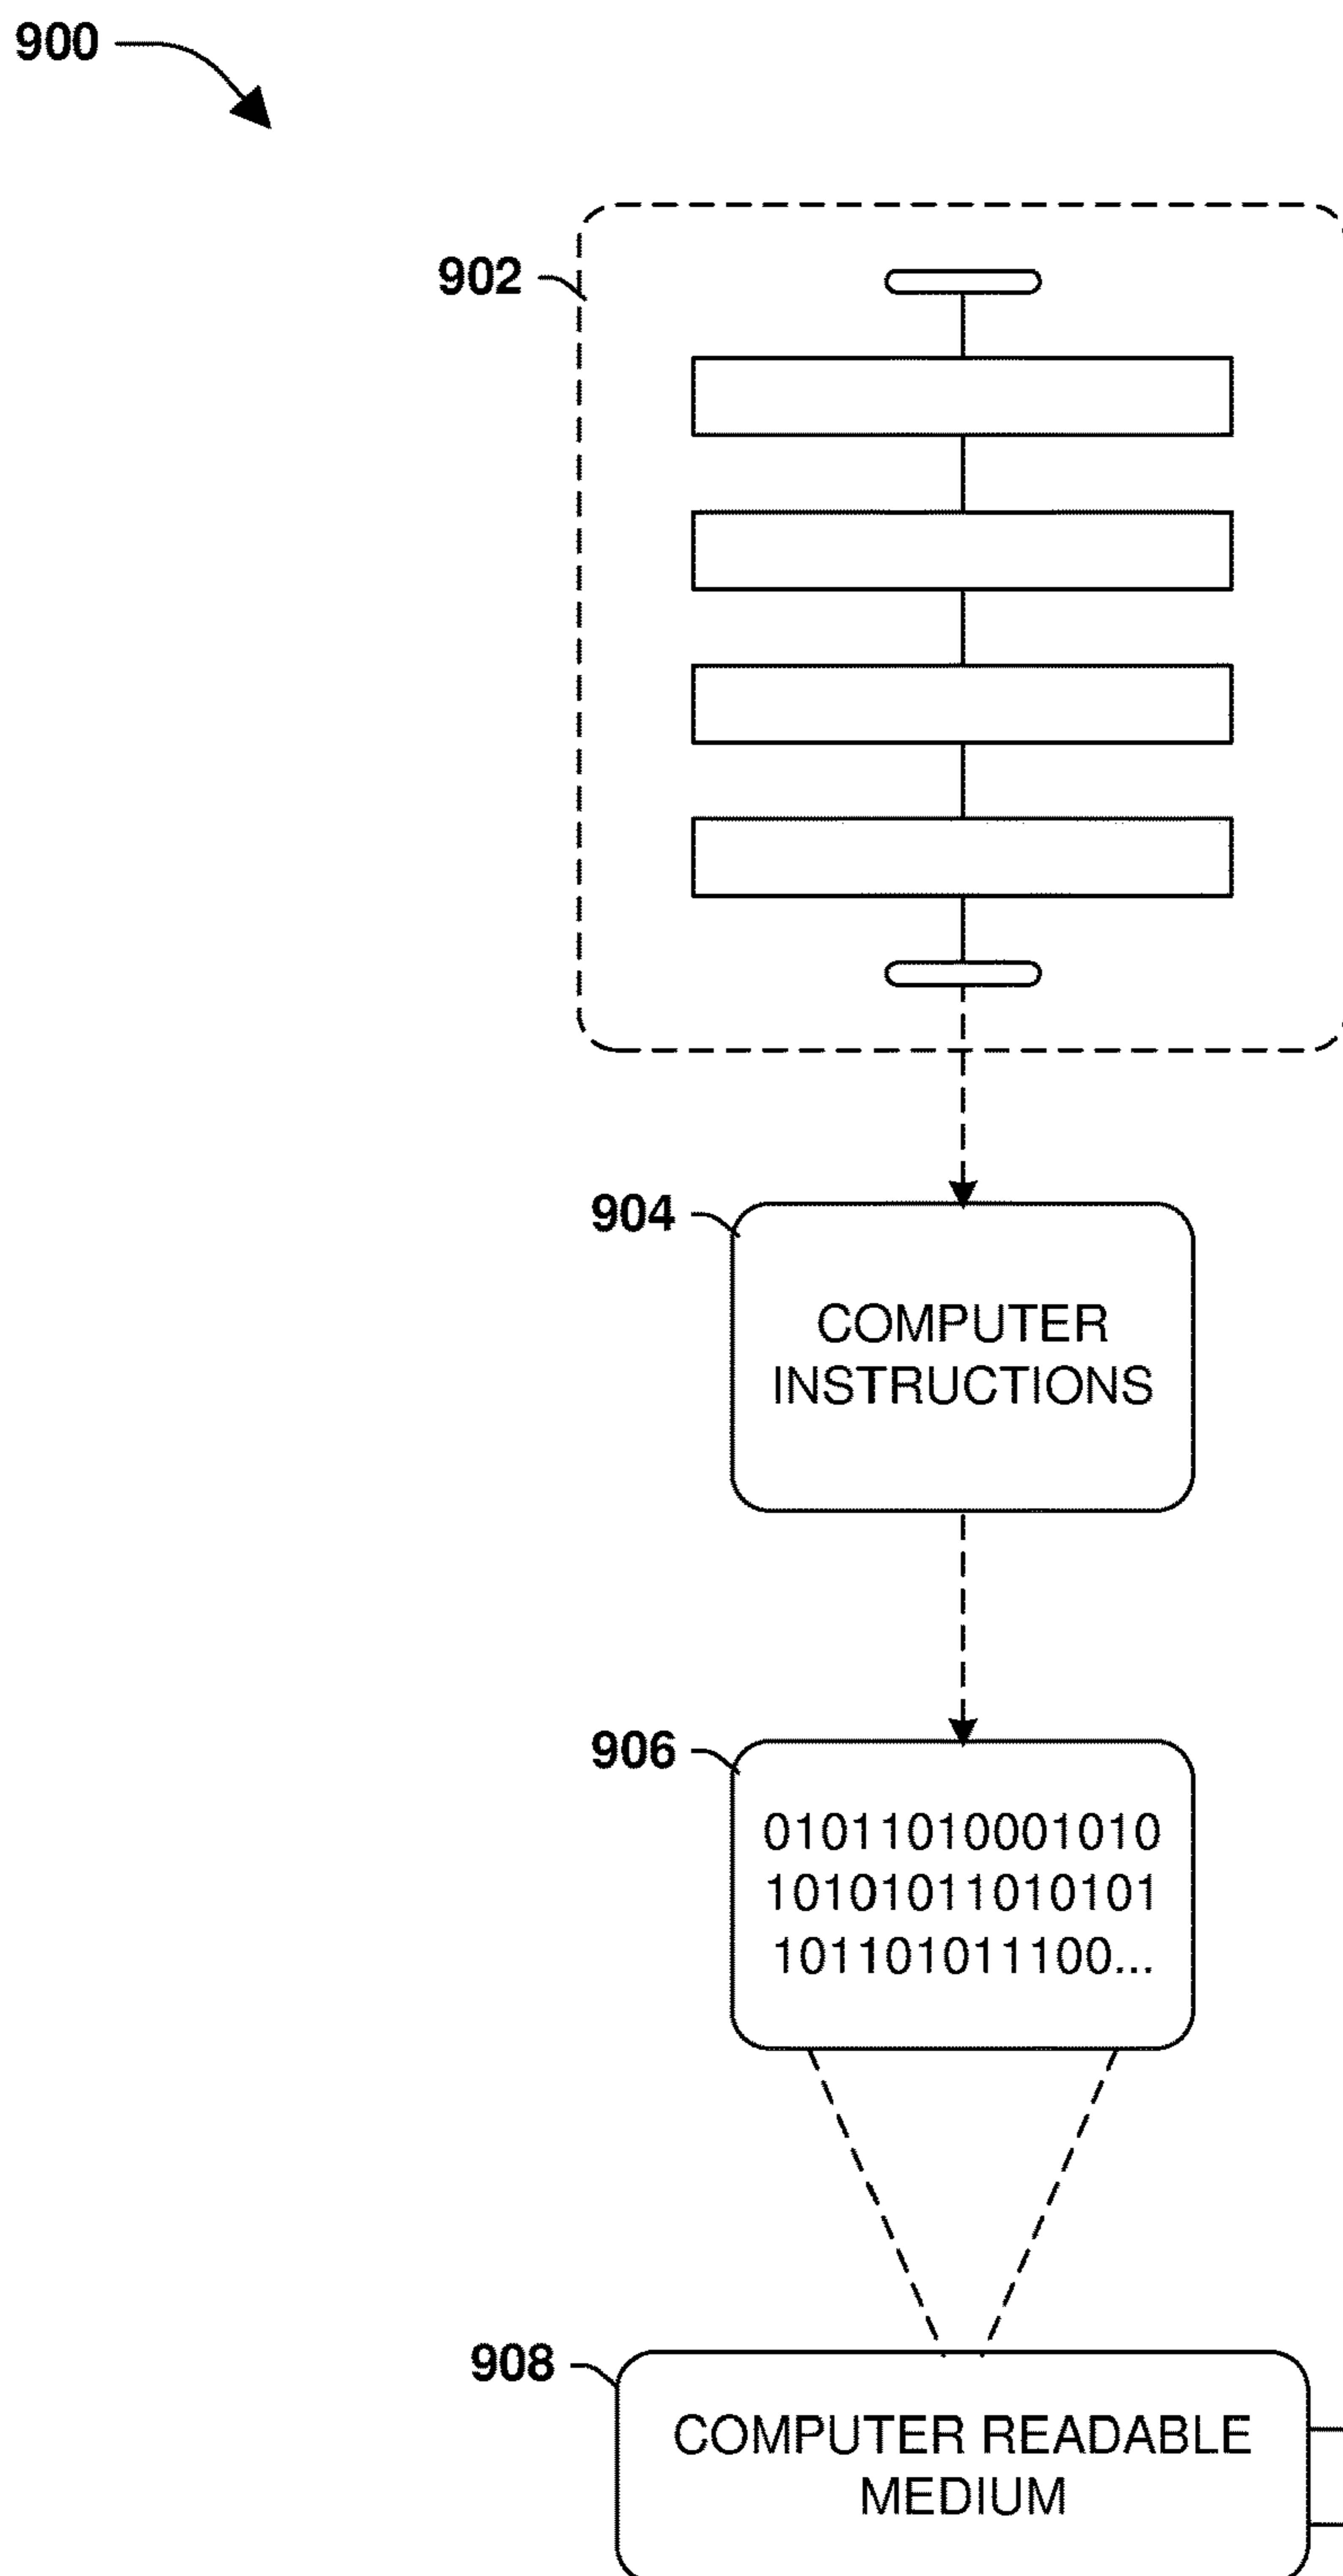 900
902
904
COMPUTER
INSTRUCTIONS
906
01011010001010
10101011010101
101101011100...
908
COMPUTER READABLE
MEDIUM